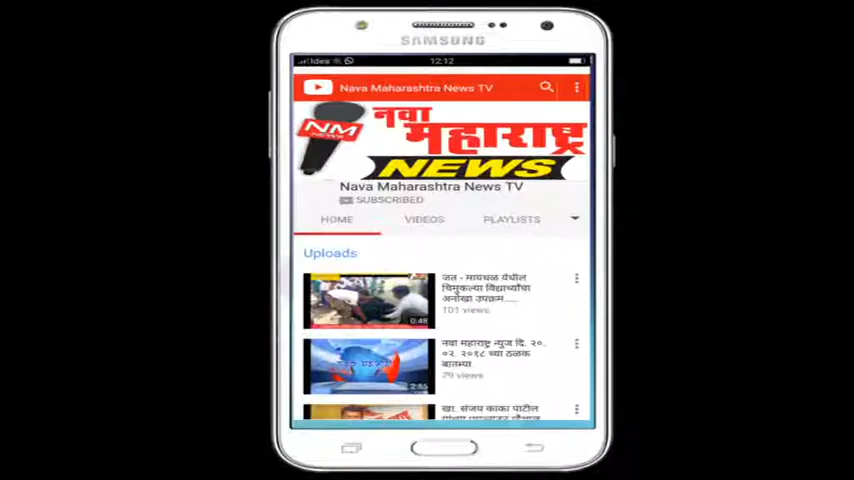 SAMSUNG
Idea
12:12
Nava Maharashtra News TV
NM
NEWS
नवा
महाराष्ट्र
NEWS
Nava Maharashtra News TV
SUBSCRIBED
HOME VIDEOS PLAYLISTS
Uploads
जत - मायथळ येथील
चिमुकल्या विद्यार्थ्यांचा
अनोखा उपक्रम.....
101 views
0:48
नवा महाराष्ट्र न्युज दि. २०.
०२. २०१८ च्या ठळक
बातम्या
79 views
2:55
खा. संजय काका पाटील